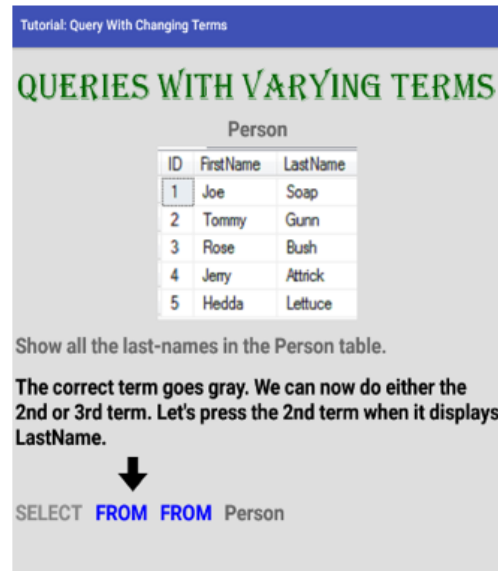 Tutorial: Query With Changing Terms
QUERIES WITH VARYING TERMS
Person
ID FirstName LastName
1 Joe Soap
2 Tommy Gunn
3 Rose Bush
4 Jerry Attrick
5 Hedda Lettuce
Show all the last-names in the Person table.
The correct term goes gray. We can now do either the
2nd or 3rd term. Let's press the 2nd term when it displays
LastName.
SELECT FROM FROM Person